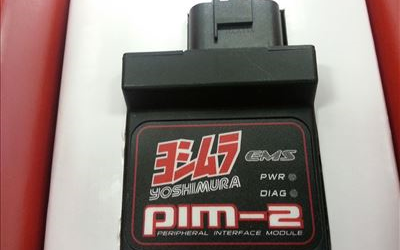 ヨシムラ EMS
YOSHIMURA
PWR
DIAG
PIM-2
PERIPHERAL INTERFACE MODULE